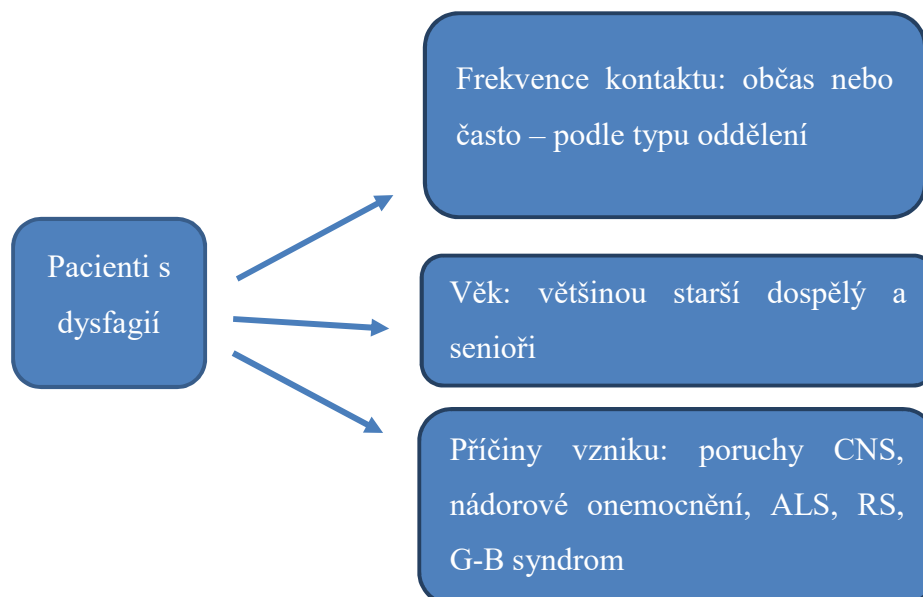 Frekvence kontaktu: občas nebo
často – podle typu oddělení
Pacienti s
dysfagií
Věk: většinou starší dospělý a
senioři
Příčiny vzniku: poruchy CNS,
nádorové onemocnění, ALS, RS,
G-B syndrom